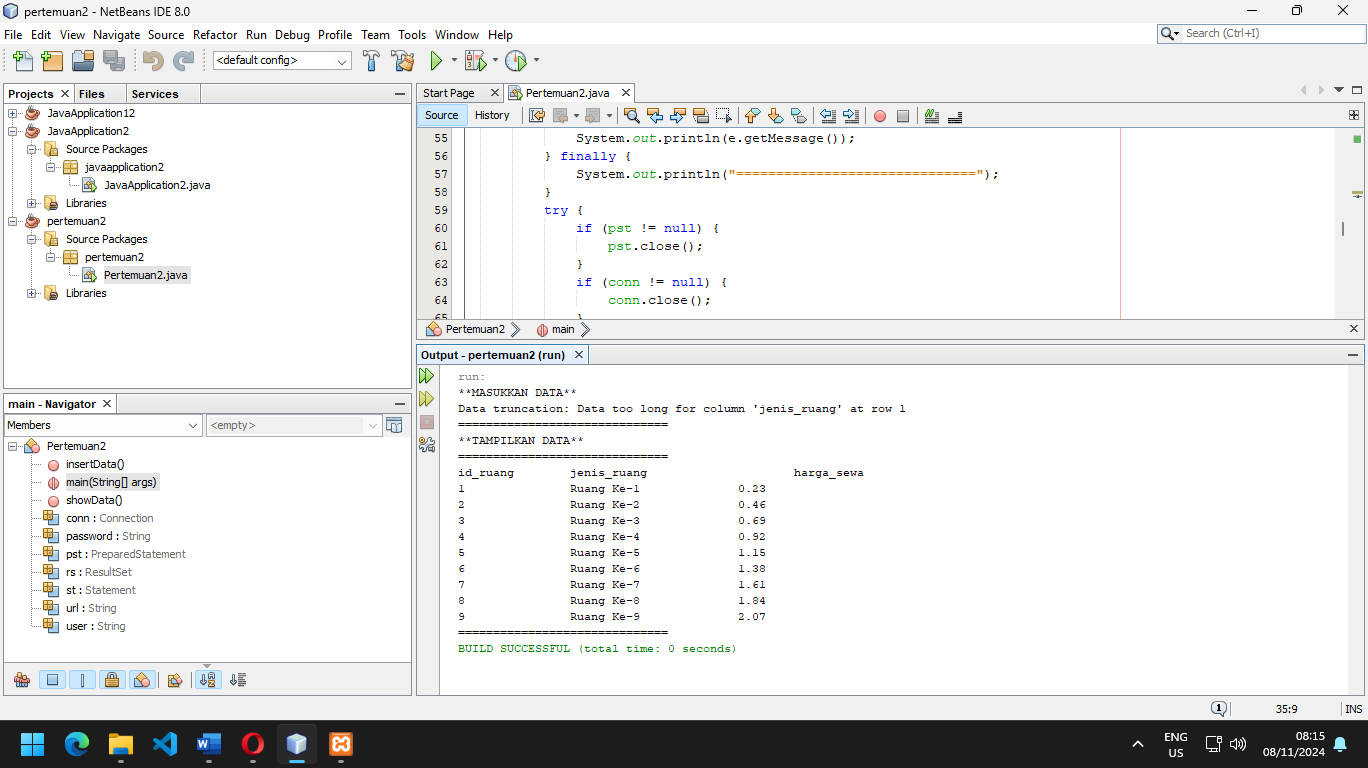 pertemuan2 - NetBeans IDE 8.0
File Edit View Navigate Source Refactor Run Debug Profile Team Tools Window Help
Search (Ctrl+I)
<default config>
Projects Files Services
JavaApplication12
JavaApplication2
Source Packages
javaapplication2
JavaApplication2.java
Libraries
pertemuan2
Source Packages
pertemuan2
Pertemuan2.java
Libraries
main - Navigator
Members <empty>
Pertemuan2
insertData()
main(String[] args)
showData()
conn : Connection
password : String
pst : PreparedStatement
rs : ResultSet
st : Statement
url : String
user : String
Start Page Pertemuan2.java
Source History
55 System.out.println(e.getMessage());
56 } finally {
57 System.out.println("==============================");
58 }
59 try {
60 if (pst != null) {
61 pst.close();
62 }
63 if (conn != null) {
64 conn.close();
65 }
Pertemuan2 main
Output - pertemuan2 (run)
run:
**MASUKKAN DATA**
Data truncation: Data too long for column 'jenis_ruang' at row 1
==============================
**TAMPILKAN DATA**
==============================
id_ruang jenis_ruang harga_sewa
1 Ruang Ke-1 0.23
2 Ruang Ke-2 0.46
3 Ruang Ke-3 0.69
4 Ruang Ke-4 0.92
5 Ruang Ke-5 1.15
6 Ruang Ke-6 1.38
7 Ruang Ke-7 1.61
8 Ruang Ke-8 1.84
9 Ruang Ke-9 2.07
==============================
BUILD SUCCESSFUL (total time: 0 seconds)
1 35:9 INS
ENG
US
08:15
08/11/2024